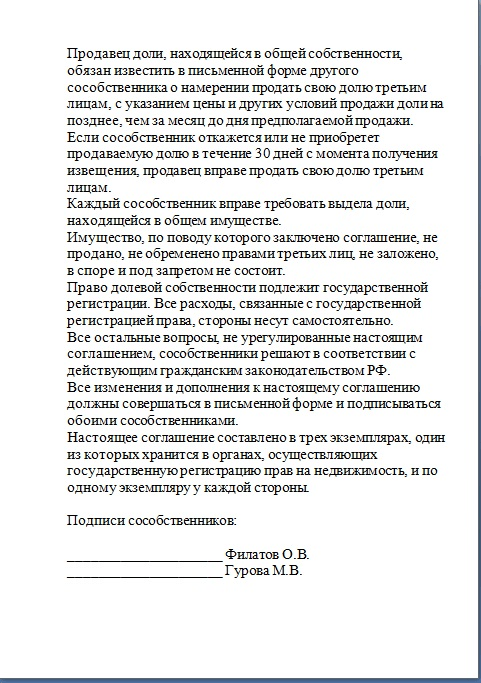 Продавец доли, находящейся в общей собственности,
обязан известить в письменной форме другого
сособственника о намерении продать свою долю третьим
лицам, с указанием цены и других условий продажи доли на
позднее, чем за месяц до дня предполагаемой продажи.
Если сособственник откажется или не приобретет
продаваемую долю в течение 30 дней с момента получения
извещения, продавец вправе продать свою долю третьим
лицам.
Каждый сособственник вправе требовать выдела доли,
находящейся в общем имуществе.
Имущество, по поводу которого заключено соглашение, не
продано, не обременено правами третьих лиц, не заложено,
в споре и под запретом не состоит.
Право долевой собственности подлежит государственной
регистрации. Все расходы, связанные с государственной
регистрацией права, стороны несут самостоятельно.
Все остальные вопросы, не урегулированные настоящим
соглашением, сособственники решают в соответствии с
действующим гражданским законодательством РФ.
Все изменения и дополнения к настоящему соглашению
должны совершаться в письменной форме и подписываться
обоими сособственниками.
Настоящее соглашение составлено в трех экземплярах, один
из которых хранится в органах, осуществляющих
государственную регистрацию прав на недвижимость, и по
одному экземпляру у каждой стороны.
Подписи сособственников:
______________________ Филатов О.В.
______________________ Гурова М.В.